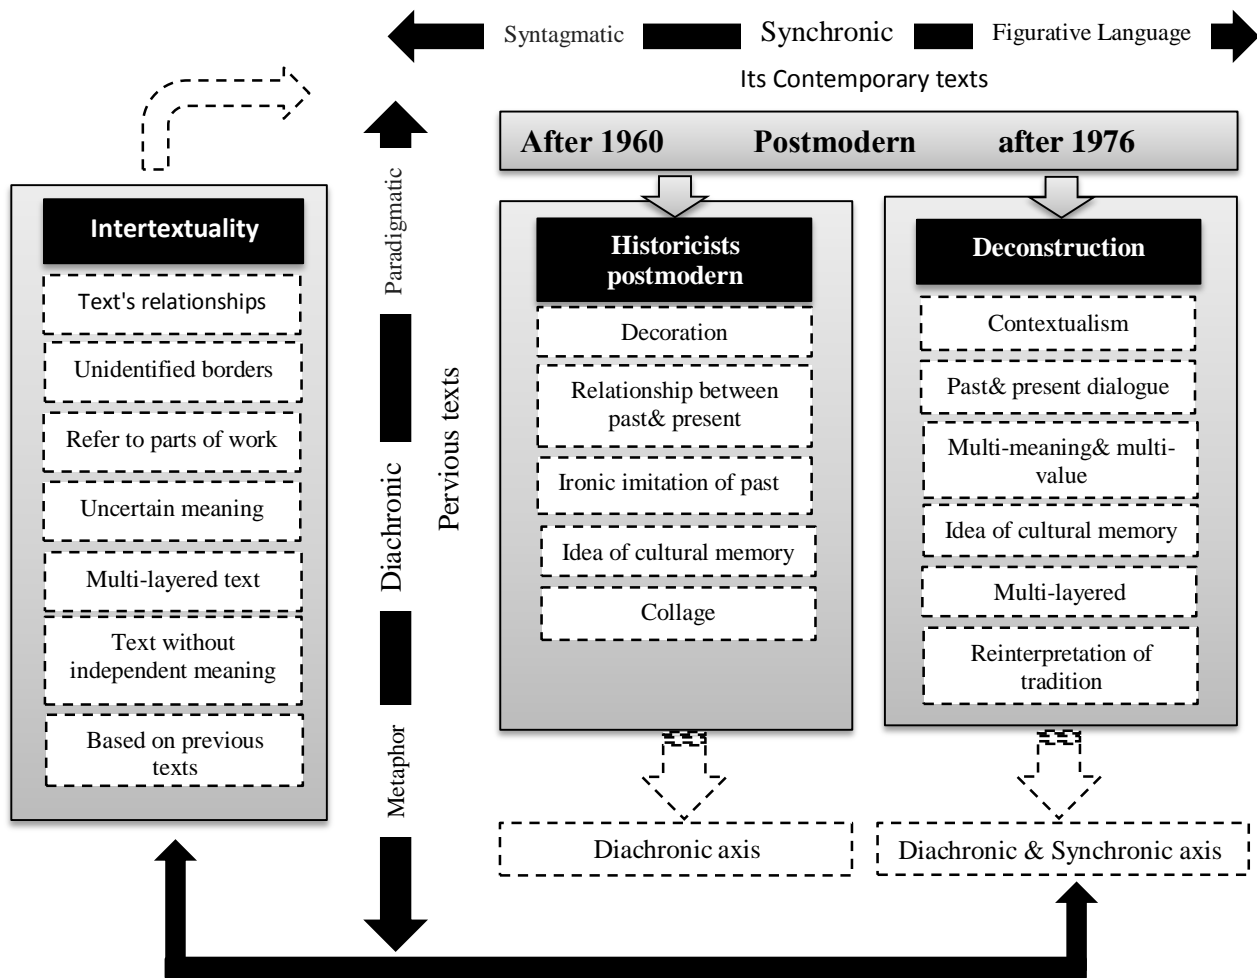 Syntagmatic Synchronic Figurative Language
Its Contemporary texts
After 1960 Postmodern after 1976
Intertextuality
Text's relationships
Unidentified borders
Refer to parts of work
Uncertain meaning
Multi-layered text
Text without
independent meaning
Based on previous
texts
Paradigmatic
Diachronic
Metaphor
Pervious texts
Historicists
postmodern
Decoration
Relationship between
past& present
Ironic imitation of past
Idea of cultural memory
Collage
Diachronic axis
Deconstruction
Contextualism
Past& present dialogue
Multi-meaning& multi-
value
Idea of cultural memory
Multi-layered
Reinterpretation of
tradition
Diachronic & Synchronic axis